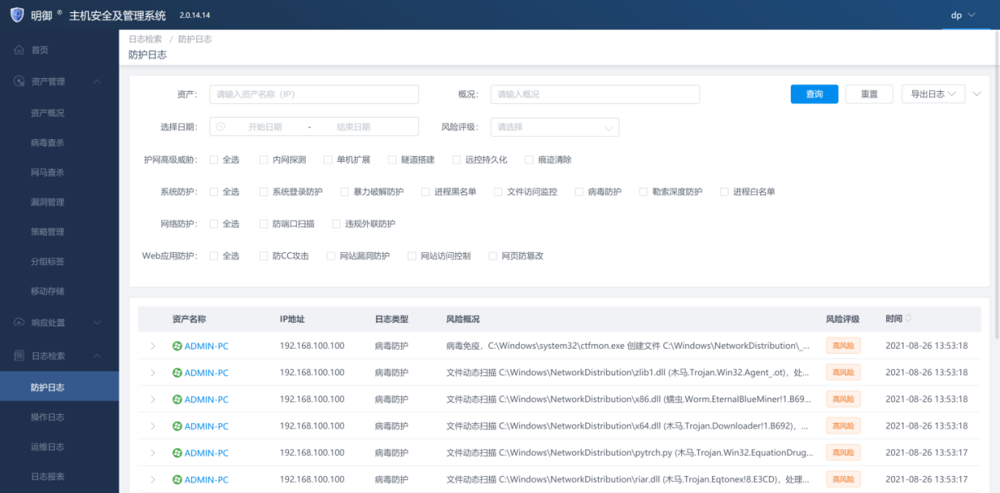 明御® 主机安全及管理系统 2.0.14.14 dp
首页
资产管理
资产概况
病毒查杀
网马查杀
漏洞管理
策略管理
分组标签
移动存储
响应处置
日志检索
防护日志
操作日志
运维日志
日志报表
日志检索 / 防护日志
防护日志
资产: 请输入资产名称（IP） 概况: 请输入概况 查询 重置 导出日志
选择日期: 开始日期 - 结束日期 风险评级: 请选择
护网高级威胁: 全选 内网探测 单机扩展 隧道搭建 远控持久化 痕迹清除
系统防护: 全选 系统登录防护 暴力破解防护 进程黑名单 文件访问监控 病毒防护 勒索深度防护 进程白名单
网络防护: 全选 防端口扫描 违规外联防护
Web应用防护: 全选 防CC攻击 网站漏洞防护 网站访问控制 网页防篡改
资产名称 IP地址 日志类型 风险概况 风险评级 时间
ADMIN-PC 192.168.100.100 病毒防护 病毒免疫，C:\Windows\system32\ctfmon.exe 创建文件 C:\Windows\NetworkDistribution\_... 高风险 2021-08-26 13:53:18
ADMIN-PC 192.168.100.100 病毒防护 文件动态扫描 C:\Windows\NetworkDistribution\zlib1.dll (木马.Trojan.Win32.Agent_.ot)，处... 高风险 2021-08-26 13:53:18
ADMIN-PC 192.168.100.100 病毒防护 文件动态扫描 C:\Windows\NetworkDistribution\x86.dll (蠕虫.Worm.EternalBlueMiner!1.B69... 高风险 2021-08-26 13:53:18
ADMIN-PC 192.168.100.100 病毒防护 文件动态扫描 C:\Windows\NetworkDistribution\x64.dll (木马.Trojan.Downloader!1.B692)，... 高风险 2021-08-26 13:53:18
ADMIN-PC 192.168.100.100 病毒防护 文件动态扫描 C:\Windows\NetworkDistribution\pytrch.py (木马.Trojan.Win32.EquationDrug... 高风险 2021-08-26 13:53:17
ADMIN-PC 192.168.100.100 病毒防护 文件动态扫描 C:\Windows\NetworkDistribution\riar.dll (木马.Trojan.Eqtonex!8.E3CD)，处理... 高风险 2021-08-26 13:53:17